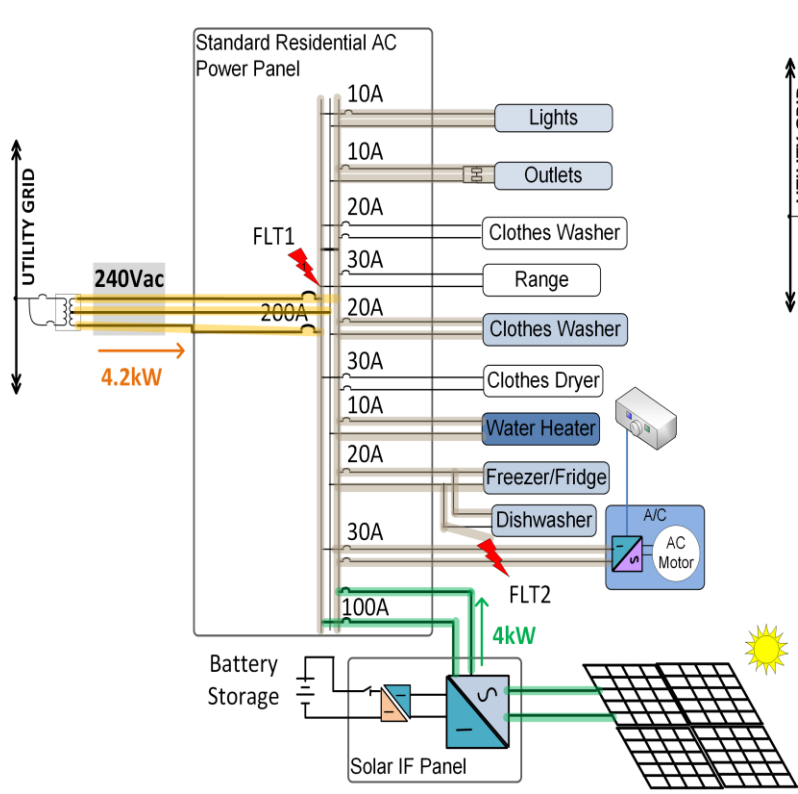 Standard Residential AC
Power Panel
10A
Lights
10A
Outlets
20A
Clothes Washer
FLT1
30A
Range
UTILITY GRID
240Vac
200A
20A
Clothes Washer
4.2kW
30A
Clothes Dryer
10A
Water Heater
20A
Freezer/Fridge
Dishwasher
A/C
30A
AC
Motor
FLT2
100A
4kW
Battery
Storage
Solar IF Panel